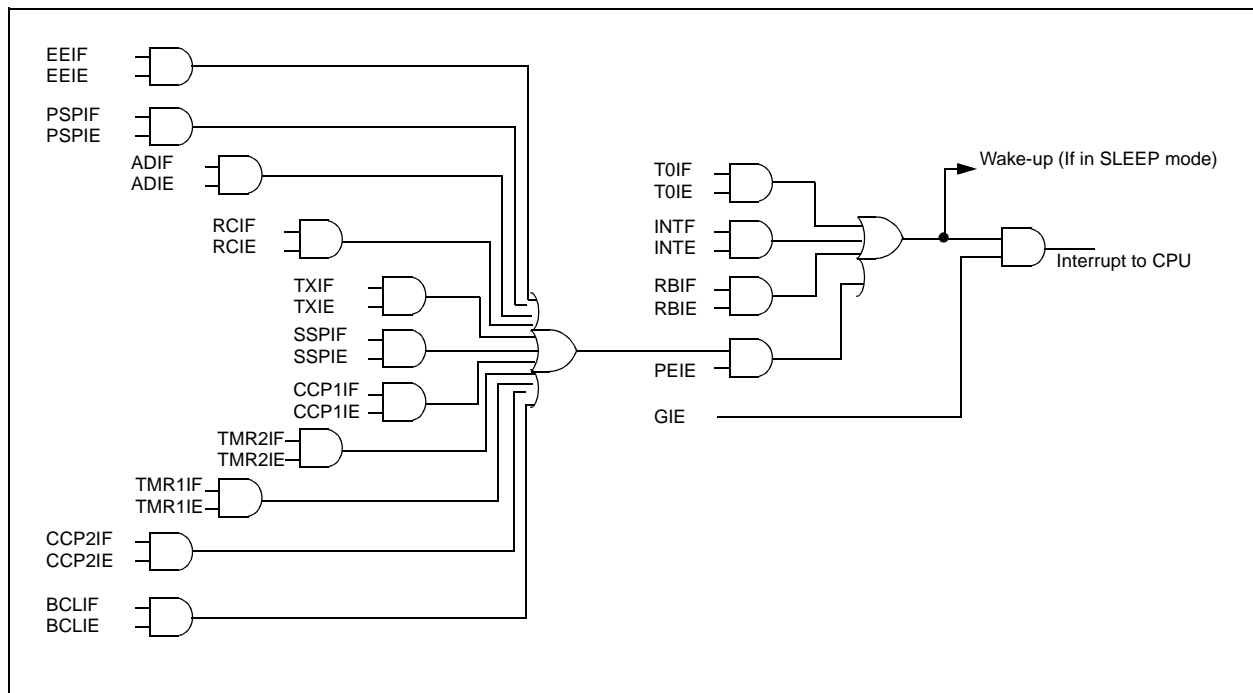 EEIF
EEIE
PSPIF
PSPIE
ADIF
ADIE
RCIF
RCIE
TXIF
TXIE
SSPIF
SSPIE
CCP1IF
CCP1IE
TMR2IF
TMR2IE
TMR1IF
TMR1IE
CCP2IF
CCP2IE
BCLIF
BCLIE
T0IF
T0IE
INTF
INTE
RBIF
RBIE
PEIE
GIE
Wake-up (If in SLEEP mode)
Interrupt to CPU